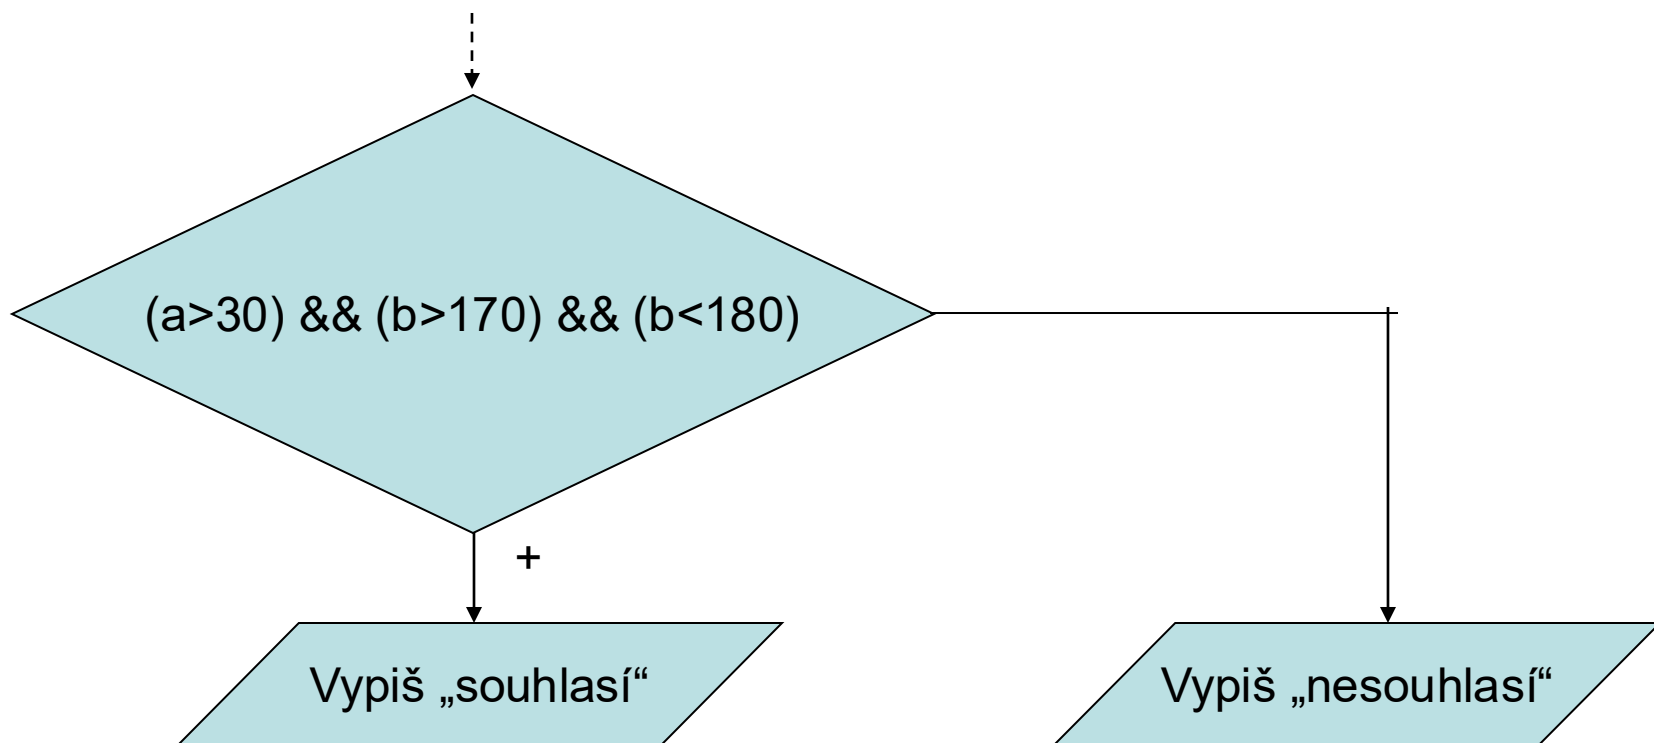 (a>30) && (b>170) && (b<180)
+
Vypiš „souhlasí“
Vypiš „nesouhlasí“